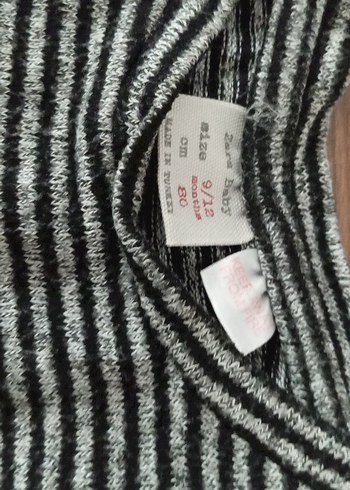 Zara baby
size 9/12
months
cm 80
MADE IN TURKEY